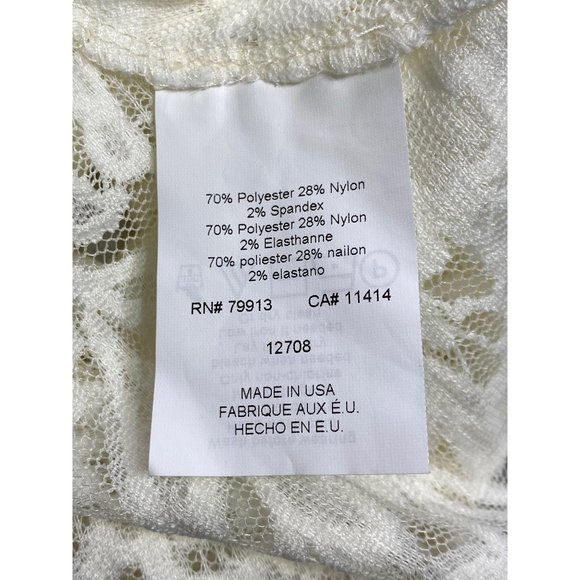 70% Polyester 28% Nylon
2% Spandex
70% Polyester 28% Nylon
2% Elasthanne
70% poliester 28% nailon
2% elastano
RN# 79913 CA# 11414
12708
MADE IN USA
FABRIQUE AUX É.U.
HECHO EN E.U.